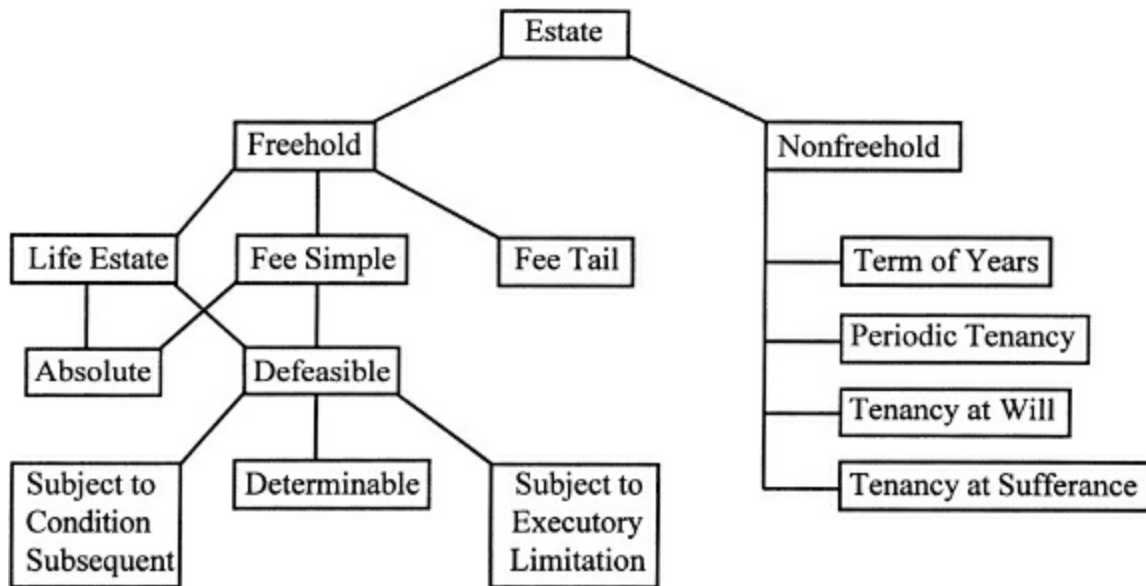 Estate
Freehold
Nonfreehold
Life Estate
Fee Simple
Fee Tail
Term of Years
Periodic Tenancy
Absolute
Defeasible
Tenancy at Will
Subject to
Condition
Subsequent
Determinable
Subject to
Executory
Limitation
Tenancy at Sufferance